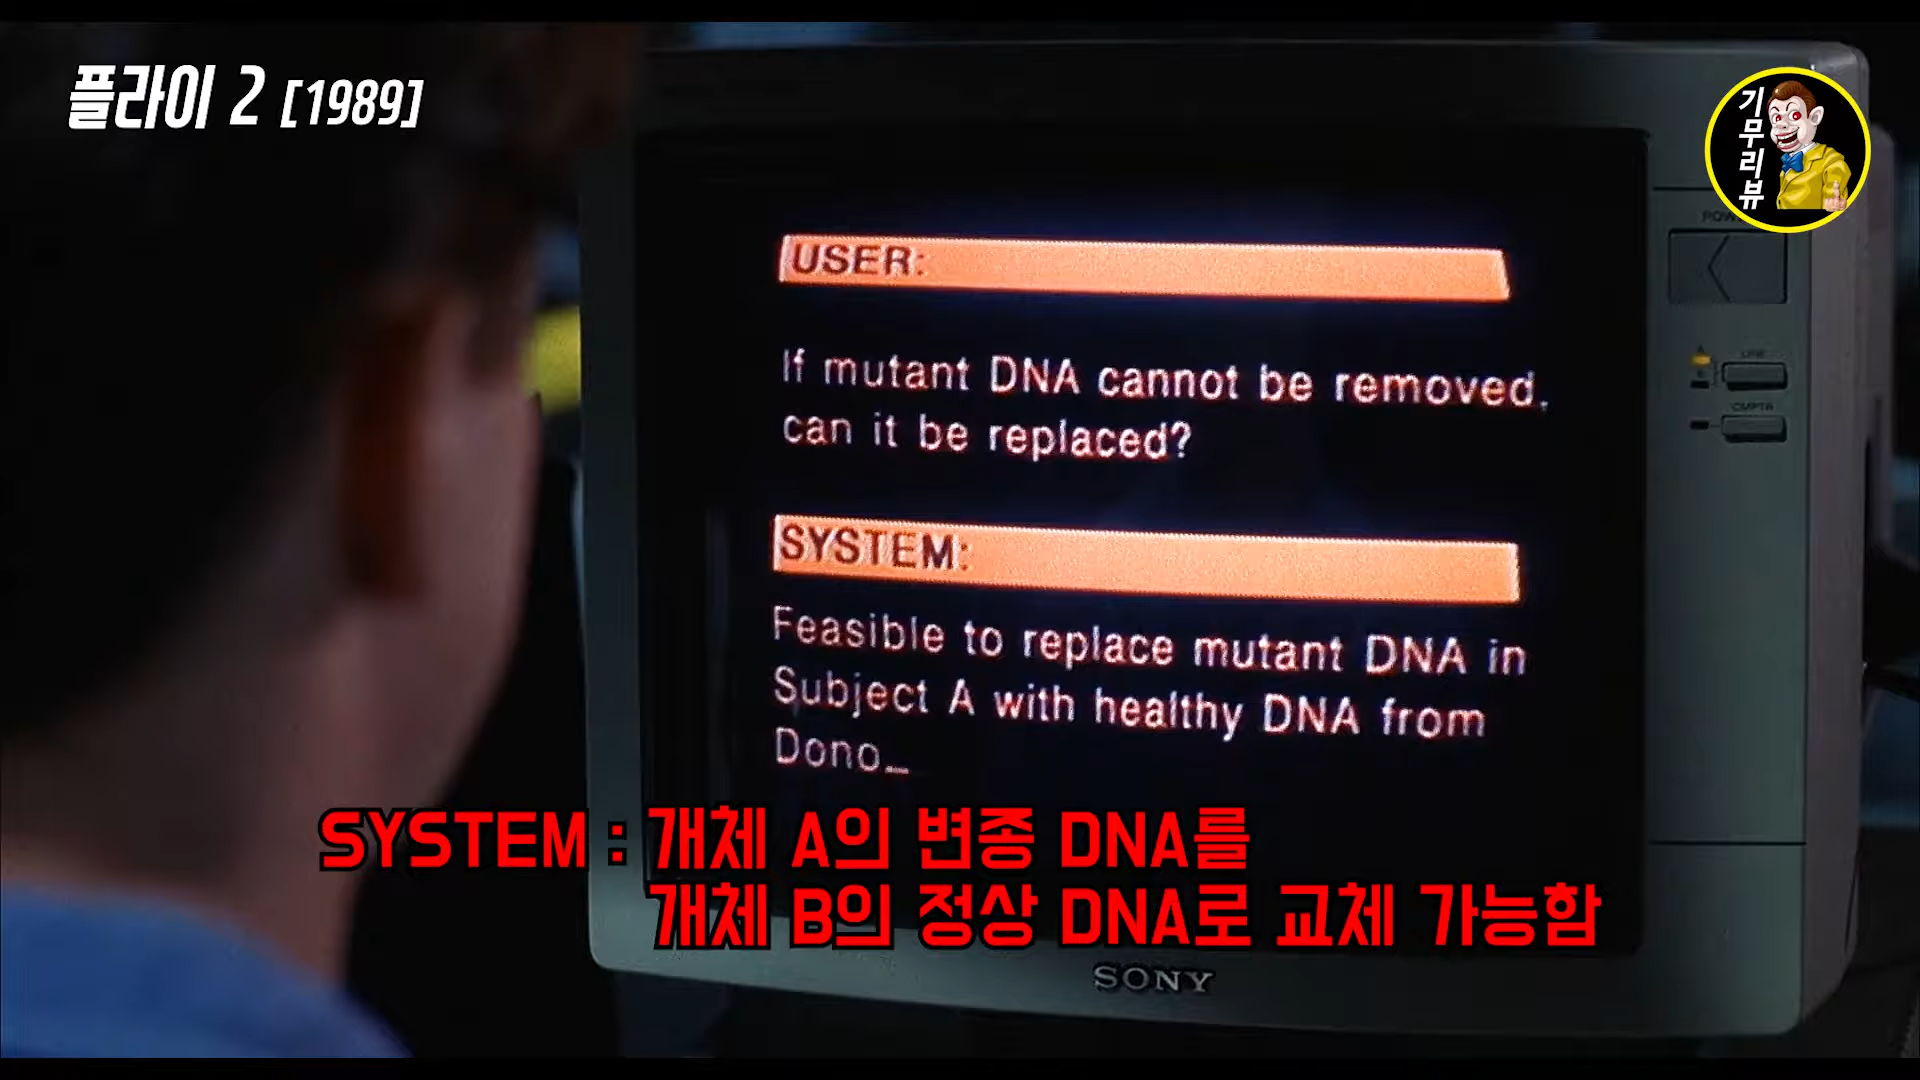 플라이 2 [1989]
기무리뷰
USER:
If mutant DNA cannot be removed,
can it be replaced?
SYSTEM:
Feasible to replace mutant DNA in
Subject A with healthy DNA from
Dono_
SYSTEM : 개체 A의 변종 DNA를
개체 B의 정상 DNA로 교체 가능함
SONY